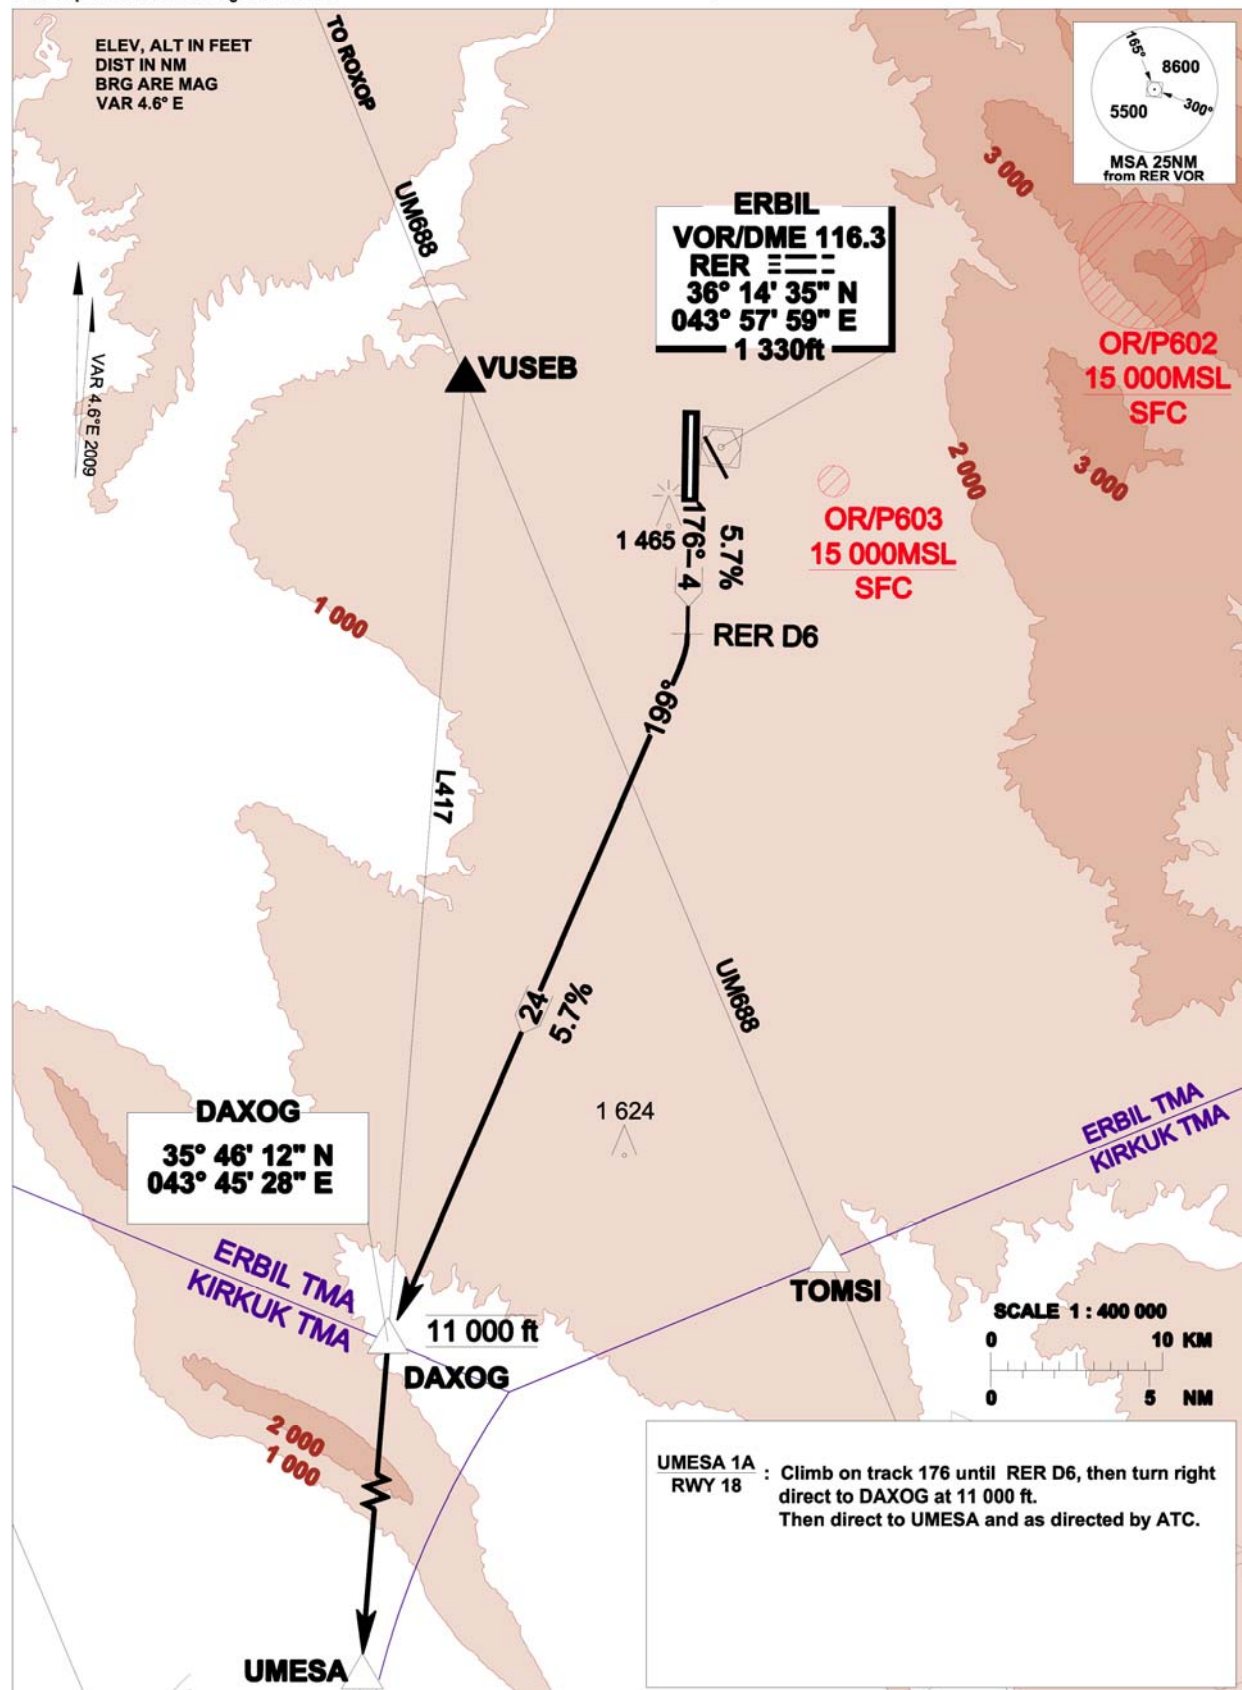 ELEV, ALT IN FEET
DIST IN NM
BRG ARE MAG
VAR 4.6° E
TO ROXOP
165°
8600
5500
300°
MSA 25NM
from RER VOR
3 000
UM688
ERBIL
VOR/DME 116.3
RER
36° 14' 35" N
043° 57' 59" E
1 330ft
VAR 4.6°E 2009
VUSEB
OR/P602
15 000MSL
SFC
2 000
3 000
1 465
176°
4
5.7%
OR/P603
15 000MSL
SFC
1 000
RER D6
199°
L417
24
5.7%
UM688
DAXOG
35° 46' 12" N
043° 45' 28" E
1 624
ERBIL TMA
KIRKUK TMA
ERBIL TMA
KIRKUK TMA
11 000 ft
DAXOG
TOMSI
SCALE 1 : 400 000
0 10 KM
0 5 NM
2 000
1 000
UMESA 1A
RWY 18
: Climb on track 176 until RER D6, then turn right
direct to DAXOG at 11 000 ft.
Then direct to UMESA and as directed by ATC.
UMESA